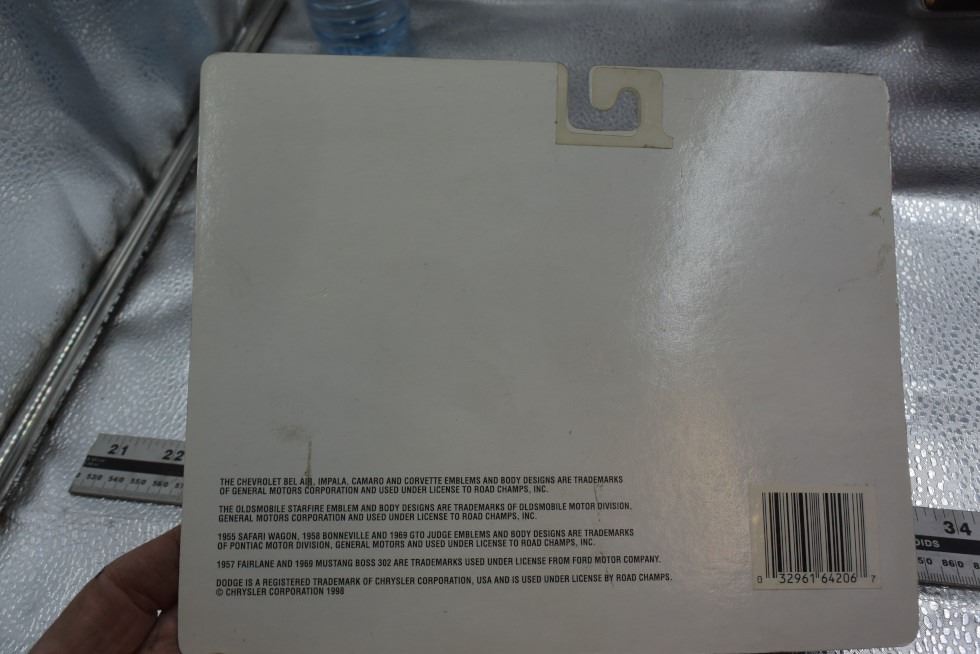 THE CHEVROLET BEL AIR, IMPALA, CAMARO AND CORVETTE EMBLEMS AND BODY DESIGNS ARE TRADEMARKS
OF GENERAL MOTORS CORPORATION AND USED UNDER LICENSE TO ROAD CHAMPS, INC.
THE OLDSMOBILE STARFIRE EMBLEM AND BODY DESIGNS ARE TRADEMARKS OF OLDSMOBILE MOTOR DIVISION,
GENERAL MOTORS CORPORATION AND USED UNDER LICENSE TO ROAD CHAMPS, INC.
1955 SAFARI WAGON, 1958 BONNEVILLE AND 1969 GTO JUDGE EMBLEMS AND BODY DESIGN ARE TRADEMARKS
OF PONTIAC MOTOR DIVISION, GENERAL MOTORS AND USED UNDER LICENSE TO ROAD CHAMPS, INC.
1957 FAIRLANE AND 1969 MUSTANG BOSS 302 ARE TRADEMARKS USED UNDER LICENSE FROM FORD MOTOR COMPANY.
DODGE IS A REGISTERED TRADEMARK OF CHRYSLER CORPORATION, USA AND IS USED UNDER LICENSE BY ROAD CHAMPS.
© CHRYSLER CORPORATION 1998
0 32961 64206 7
21 22
530 540 550 560
34
860